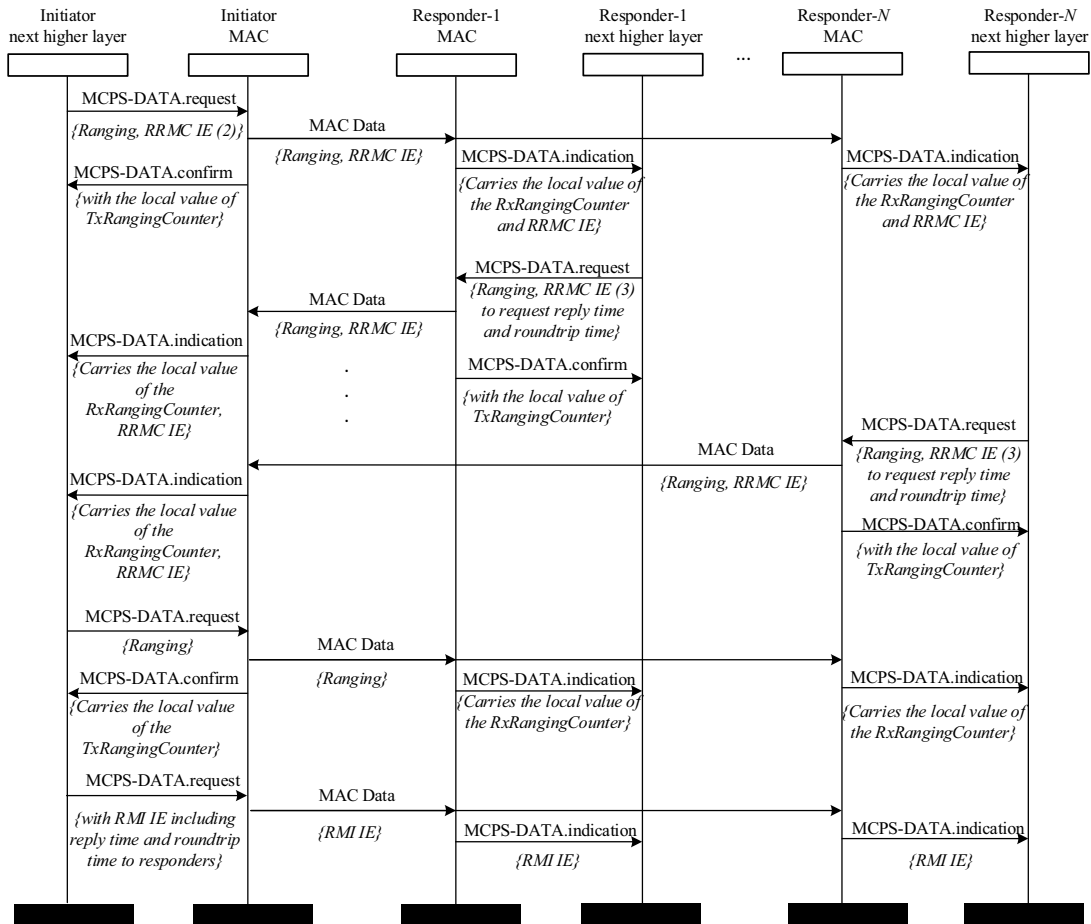 Initiator
next higher layer
Initiator
MAC
Responder-1
MAC
Responder-1
next higher layer
...
Responder-N
MAC
Responder-N
next higher layer
MCPS-DATA.request
{Ranging, RRMC IE (2)}
MAC Data
{Ranging, RRMC IE}
MCPS-DATA.indication
{Carries the local value of
the RxRangingCounter
and RRMC IE}
MCPS-DATA.indication
{Carries the local value of
the RxRangingCounter
and RRMC IE}
MCPS-DATA.confirm
{with the local value of
TxRangingCounter}
MCPS-DATA.request
{Ranging, RRMC IE (3)
to request reply time
and roundtrip time}
MAC Data
{Ranging, RRMC IE}
MCPS-DATA.indication
{Carries the local value
of the
RxRangingCounter,
RRMC IE}
.
.
.
MCPS-DATA.confirm
{with the local value of
TxRangingCounter}
MCPS-DATA.request
{Ranging, RRMC IE (3)
to request reply time
and roundtrip time}
MAC Data
{Ranging, RRMC IE}
MCPS-DATA.indication
{Carries the local value
of the
RxRangingCounter,
RRMC IE}
MCPS-DATA.confirm
{with the local value of
TxRangingCounter}
MCPS-DATA.request
{Ranging}
MAC Data
{Ranging}
MCPS-DATA.confirm
{Carries the local value
of the
TxRangingCounter}
MCPS-DATA.indication
{Carries the local value of
the RxRangingCounter}
MCPS-DATA.indication
{Carries the local value of
the RxRangingCounter}
MCPS-DATA.request
{with RMI IE including
reply time and roundtrip
time to responders}
MAC Data
{RMI IE}
MCPS-DATA.indication
{RMI IE}
MCPS-DATA.indication
{RMI IE}